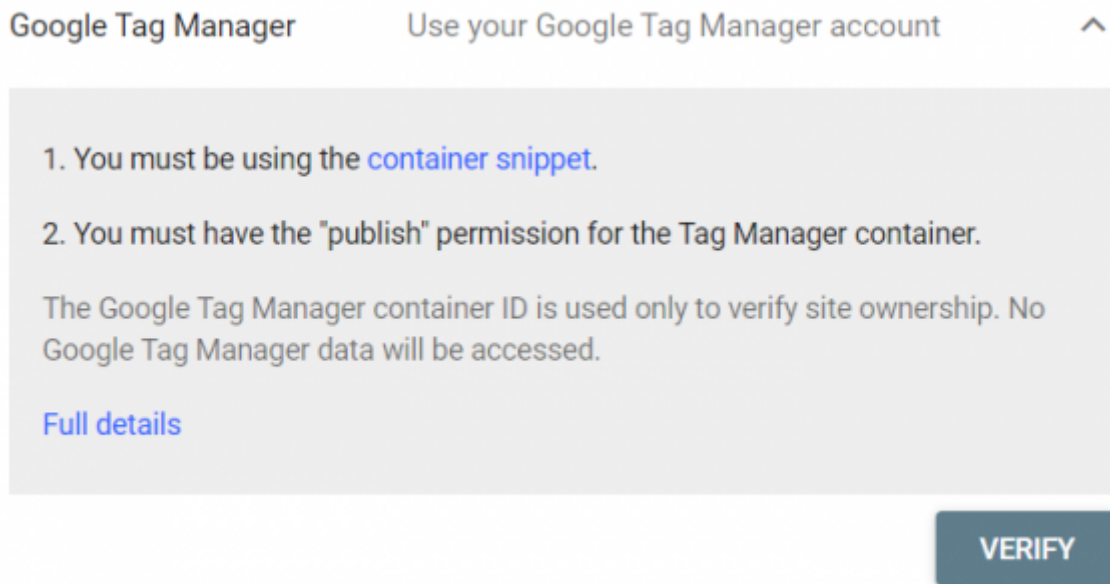 Google Tag Manager Use your Google Tag Manager account
1. You must be using the container snippet.
2. You must have the "publish" permission for the Tag Manager container.
The Google Tag Manager container ID is used only to verify site ownership. No
Google Tag Manager data will be accessed.
Full details
VERIFY